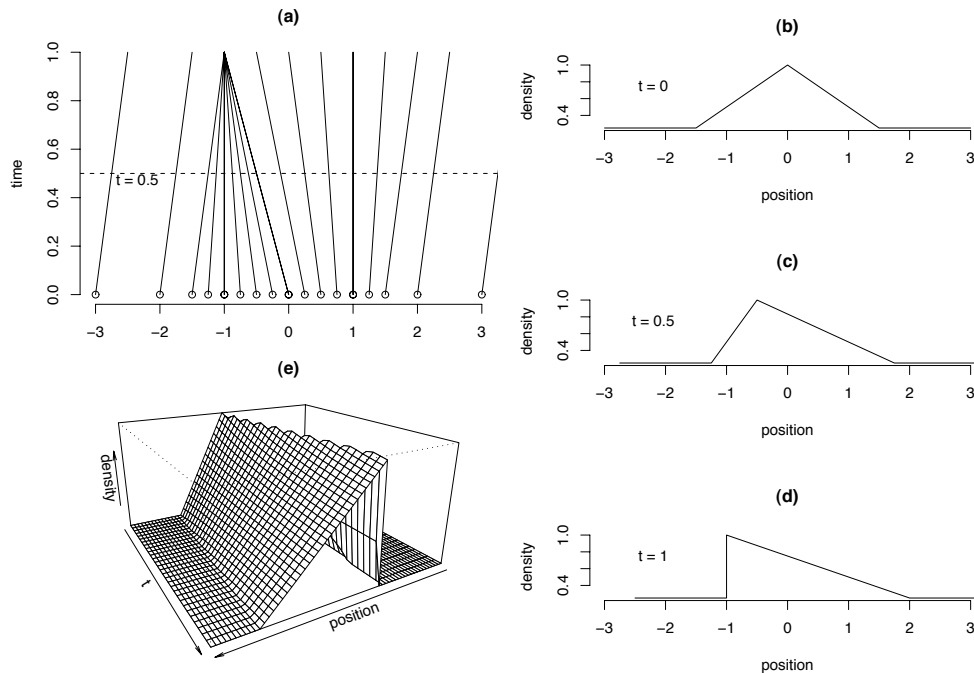 (a)
time
0.0 0.2 0.4 0.6 0.8 1.0
t = 0.5
−3 −2 −1 0 1 2 3
(b)
density
0.4 1.0
t = 0
−3 −2 −1 0 1 2 3
position
(c)
density
0.4 1.0
t = 0.5
−3 −2 −1 0 1 2 3
position
(e)
density
t
position
(d)
density
0.4 1.0
t = 1
−3 −2 −1 0 1 2 3
position